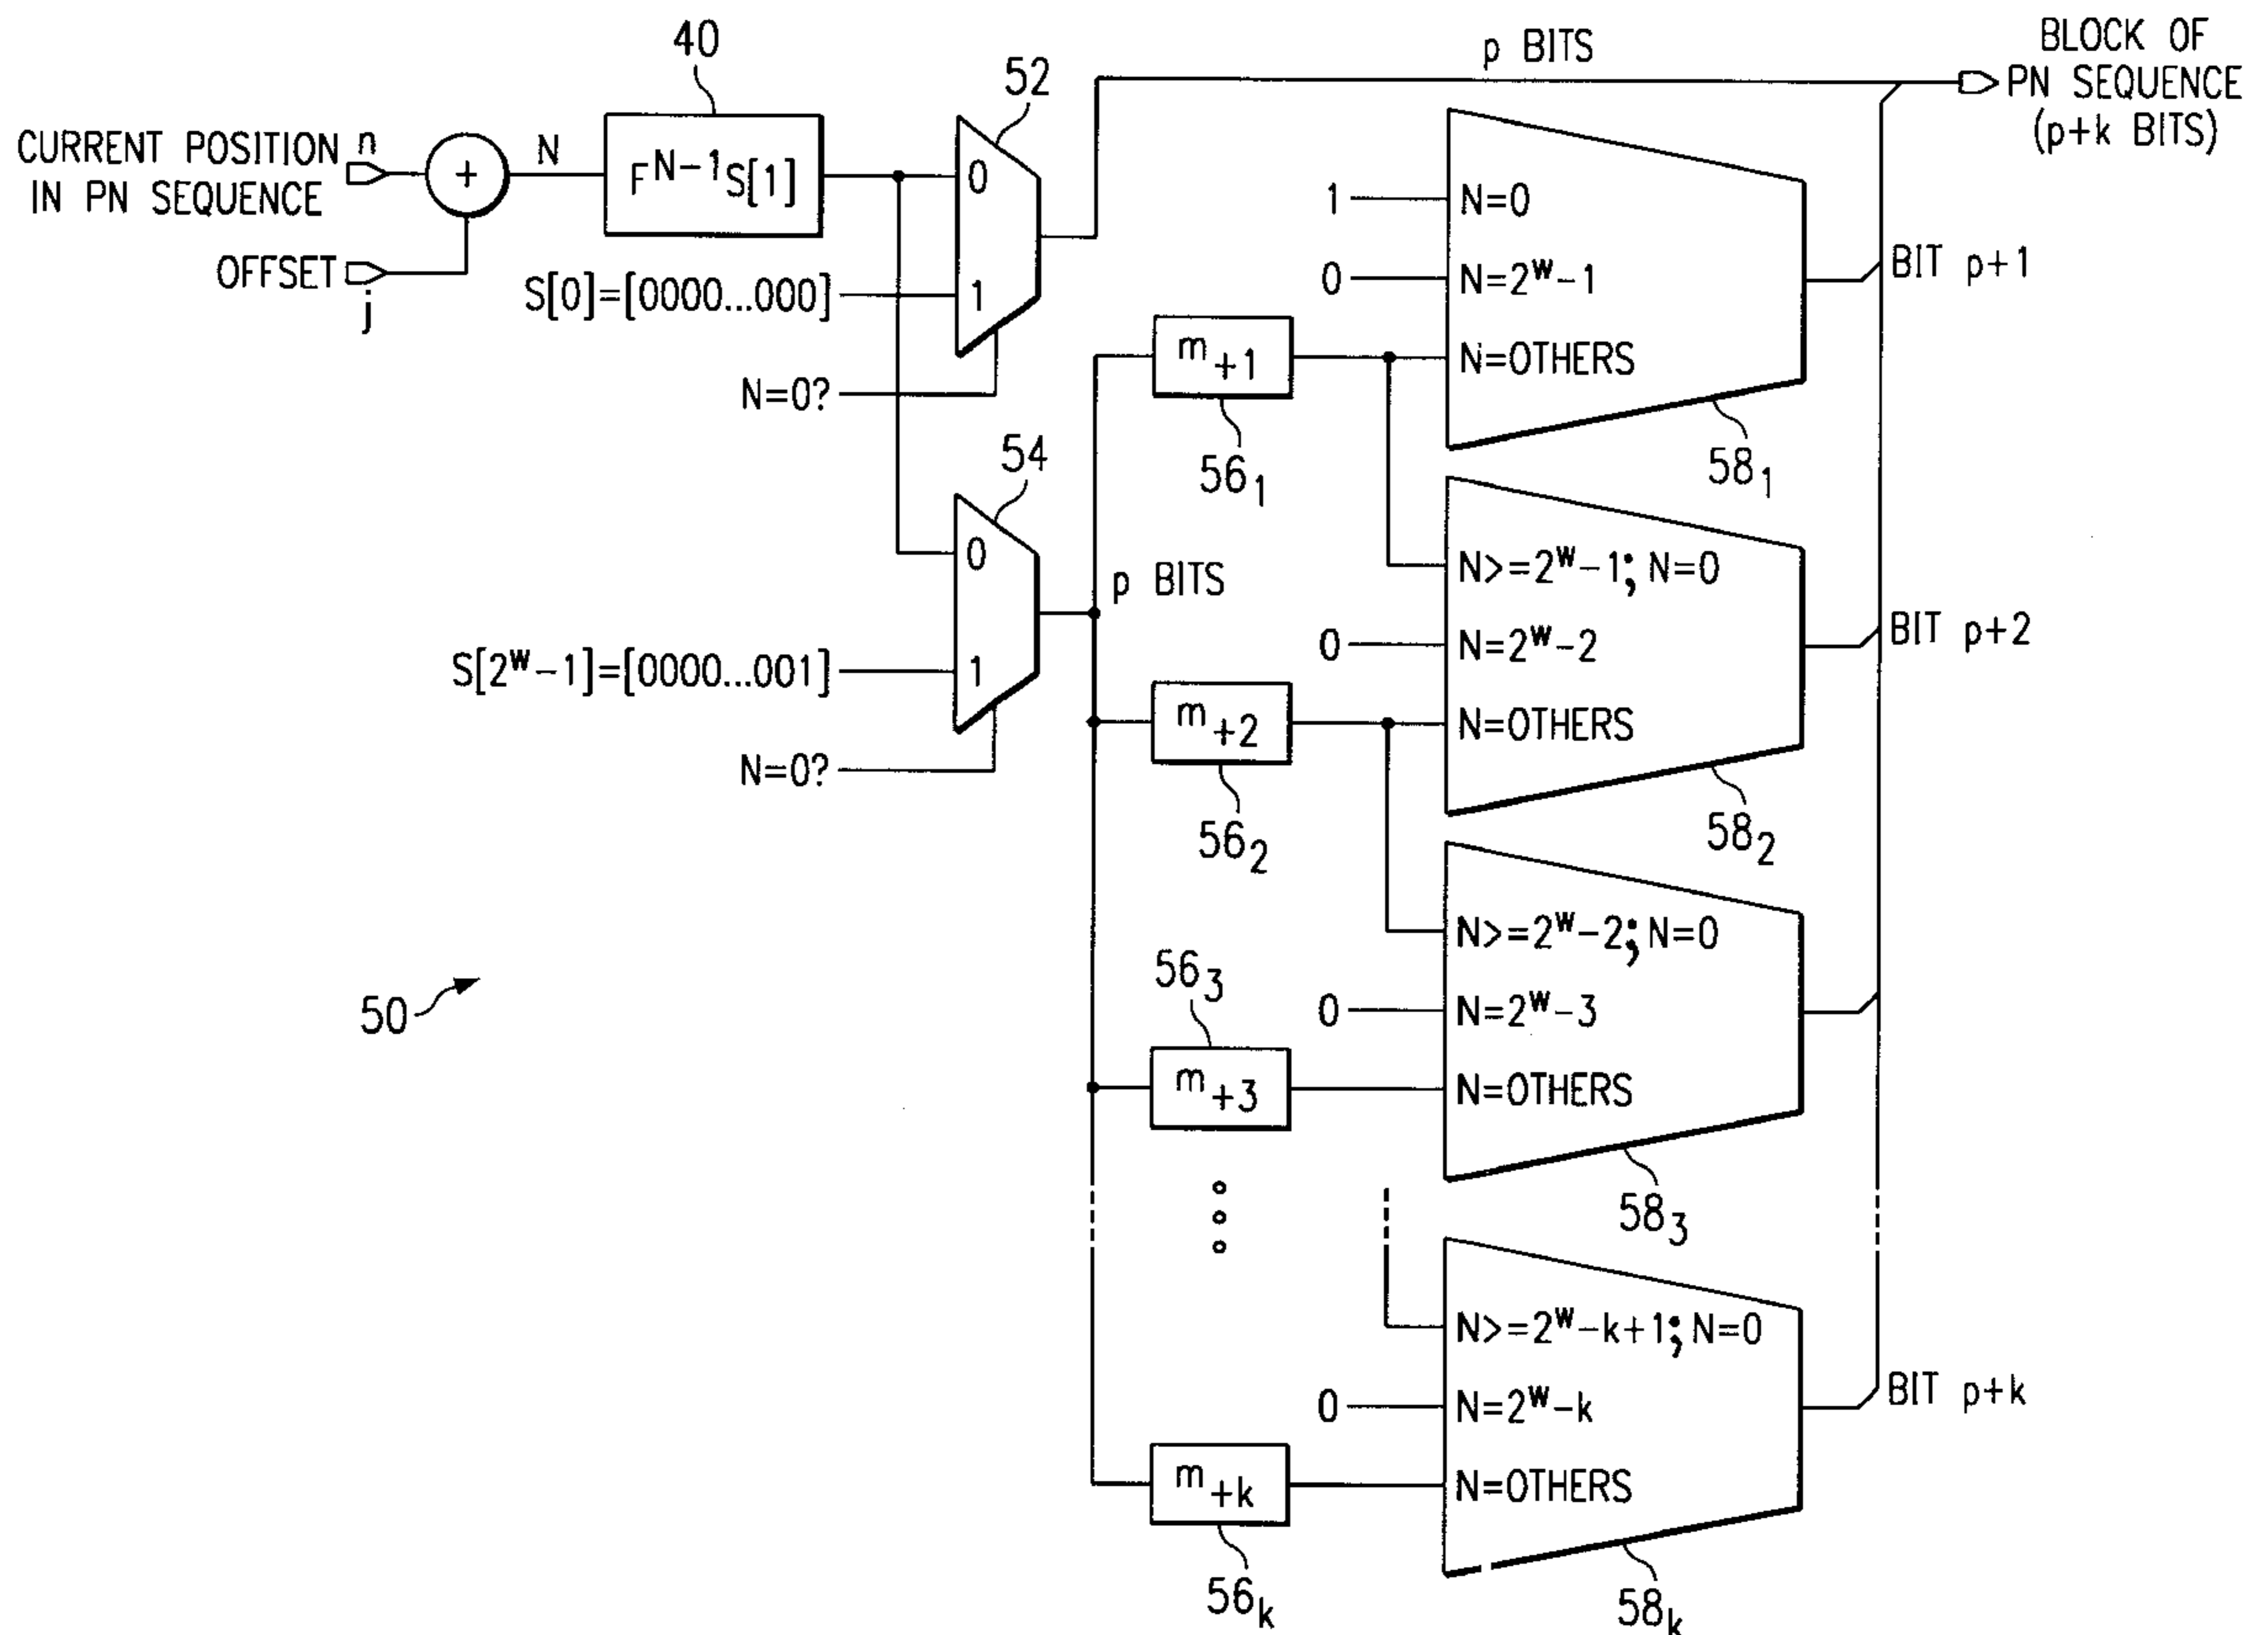 40
52
p BITS
BLOCK OF
PN SEQUENCE
(p+k BITS)
CURRENT POSITION n
IN PN SEQUENCE
+
N
F^{N-1}S[1]
0
1
N=0
BIT p+1
OFFSET
j
S[0]=[0000...000]
1
0
N=2^W-1
N=0?
m+1
N=OTHERS
56_1
58_1
54
0
p BITS
N>=2^W-1; N=0
BIT p+2
S[2^W-1]=[0000...001]
1
0
N=2^W-2
N=0?
m+2
N=OTHERS
56_2
58_2
N>=2^W-2; N=0
50
56_3
0
N=2^W-3
m+3
N=OTHERS
58_3
N>=2^W-k+1; N=0
BIT p+k
0
N=2^W-k
m+k
N=OTHERS
56_k
58_k